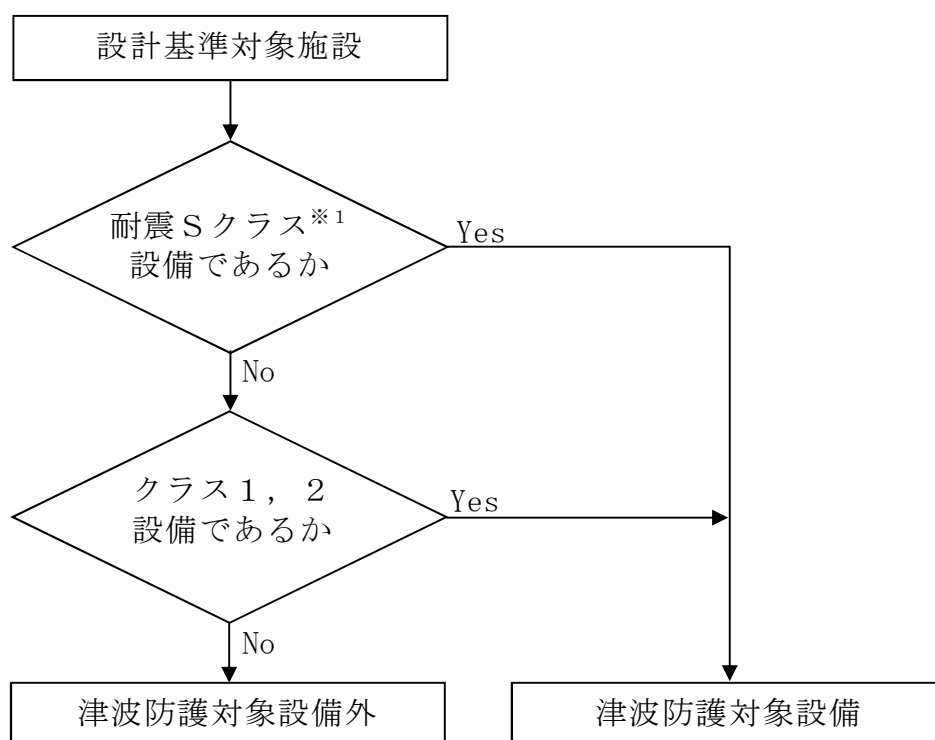 設計基準対象施設
耐震Sクラス※1
設備であるか
Yes
No
クラス1,2
設備であるか
Yes
No
津波防護対象設備外
津波防護対象設備